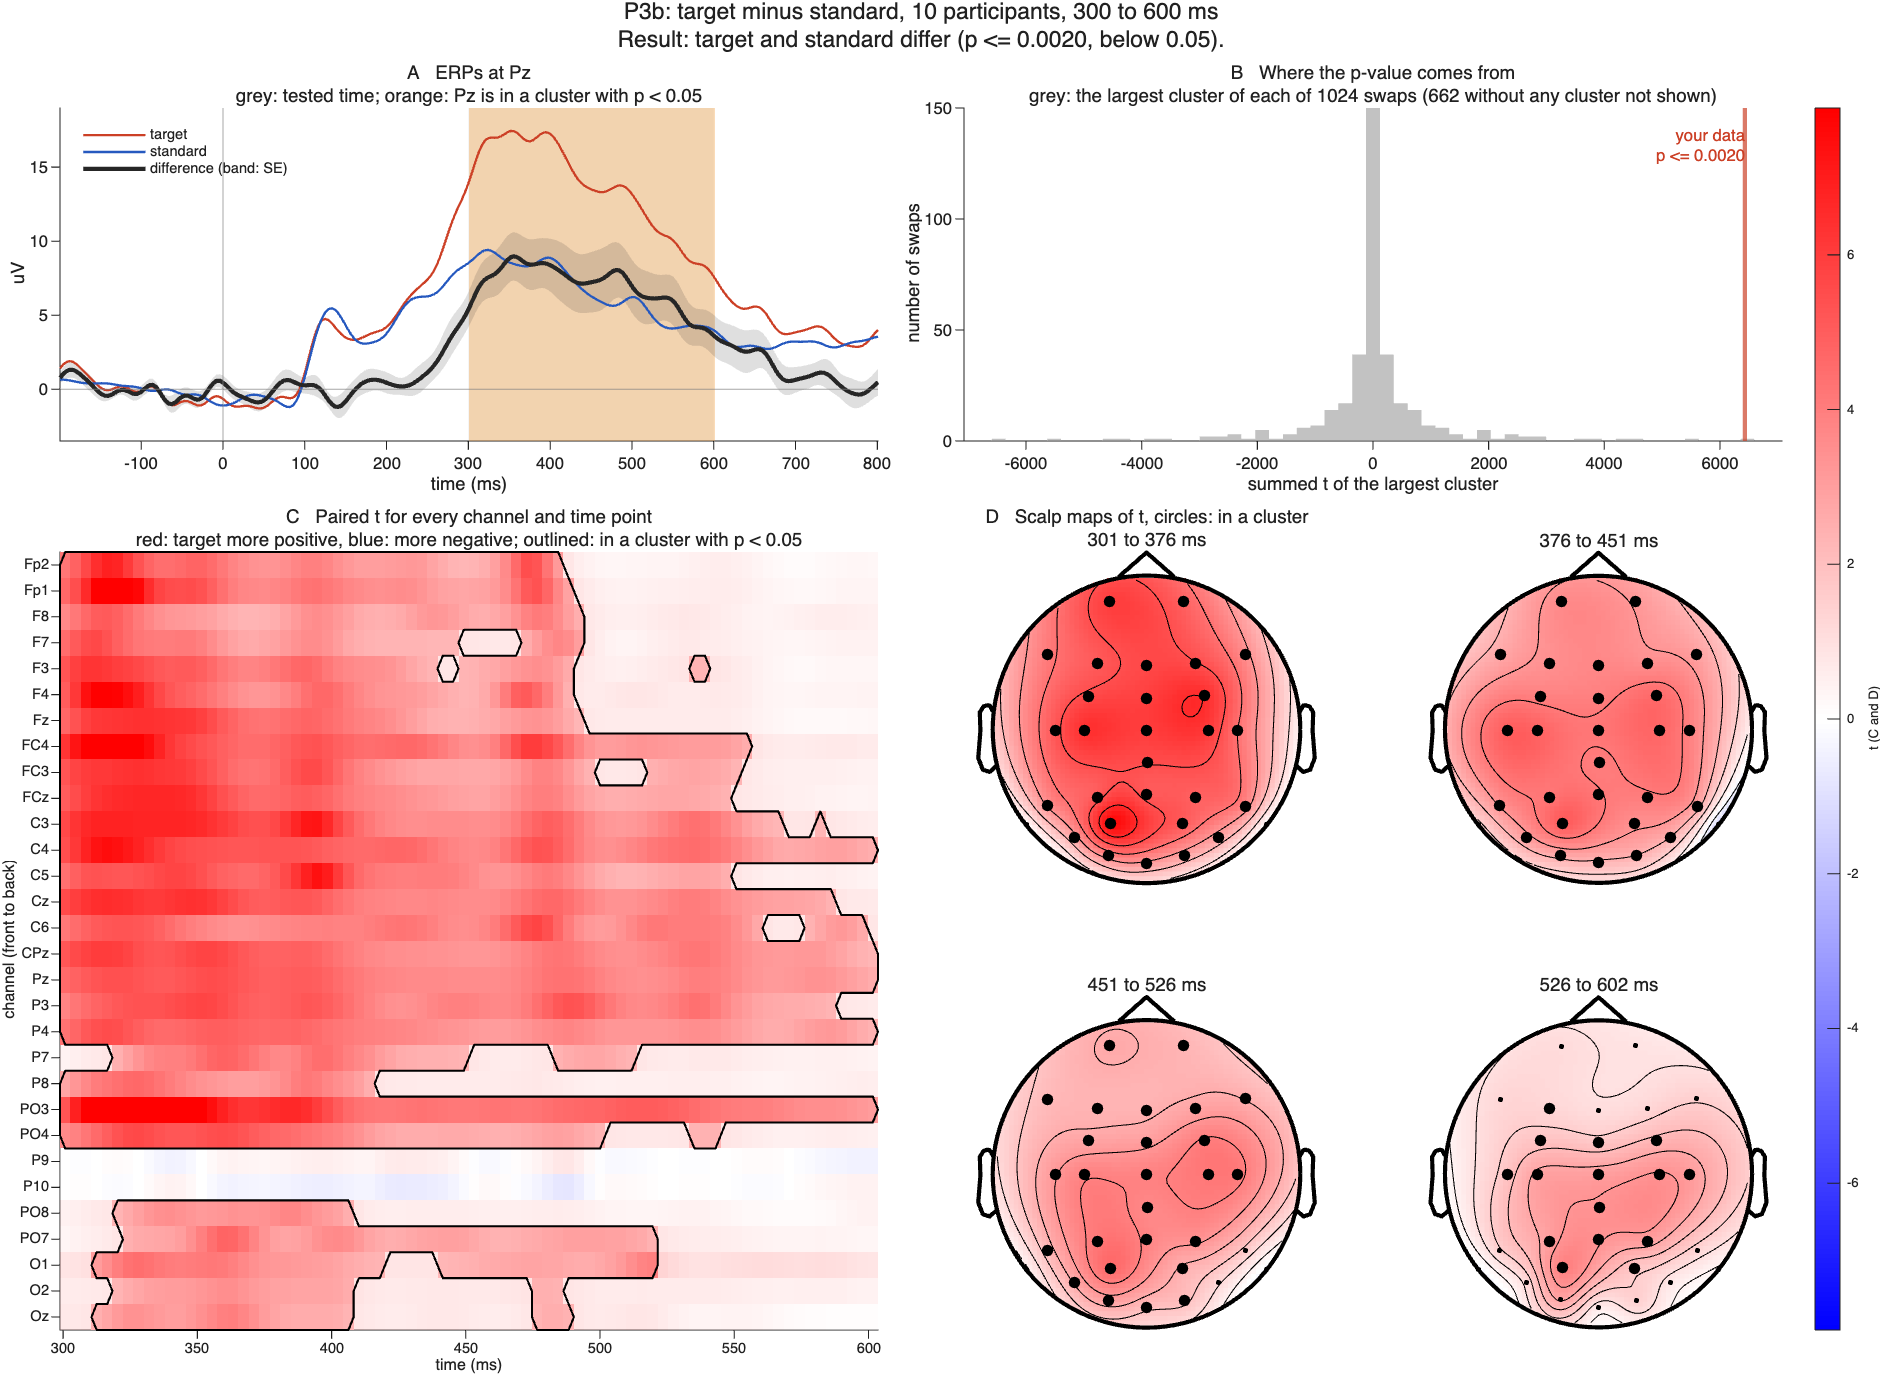 P3b: target minus standard, 10 participants, 300 to 600 ms
Result: target and standard differ (p <= 0.0020, below 0.05).
A ERPs at Pz
grey: tested time; orange: Pz is in a cluster with p < 0.05
target
standard
difference (band: SE)
uV
15
10
5
0
-100 0 100 200 300 400 500 600 700 800
time (ms)
B Where the p-value comes from
grey: the largest cluster of each of 1024 swaps (662 without any cluster not shown)
your data
p <= 0.0020
number of swaps
150
100
50
0
-6000 -4000 -2000 0 2000 4000 6000
summed t of the largest cluster
C Paired t for every channel and time point
red: target more positive, blue: more negative; outlined: in a cluster with p < 0.05
channel (front to back)
Fp2
Fp1
F8
F7
F3
F4
Fz
FC4
FC3
FCz
C3
C4
C5
Cz
C6
CPz
Pz
P3
P4
P7
P8
PO3
PO4
P9
P10
PO8
PO7
O1
O2
Oz
300 350 400 450 500 550 600
time (ms)
D Scalp maps of t, circles: in a cluster
301 to 376 ms
376 to 451 ms
451 to 526 ms
526 to 602 ms
6
4
2
0
-2
-4
-6
t (C and D)